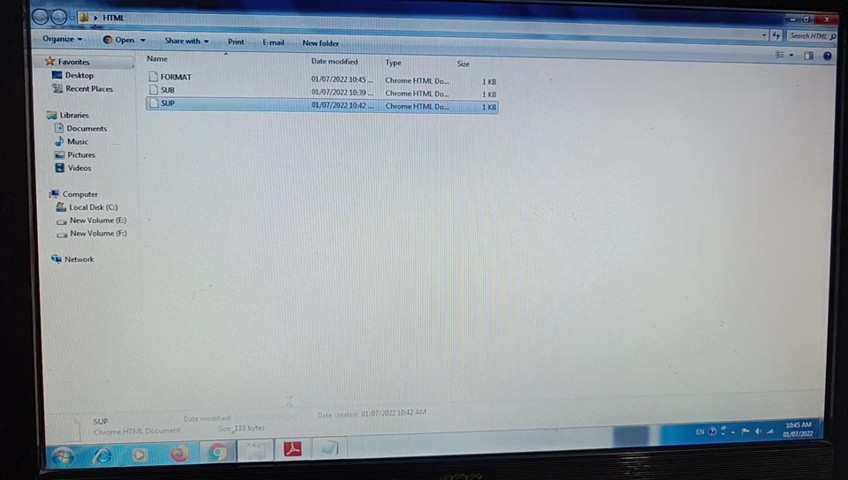 HTML
Search HTML
Organize Open Share with Print E-mail New folder
Name Date modified Type Size
Favorites
Desktop
Recent Places
Libraries
Documents
Music
Pictures
Videos
Computer
Local Disk (C:)
New Volume (E:)
New Volume (F:)
Network
FORMAT 01/07/2022 10:45 ... Chrome HTML Do... 1 KB
SUB 01/07/2022 10:39 ... Chrome HTML Do... 1 KB
SUP 01/07/2022 10:42 ... Chrome HTML Do... 1 KB
SUP Date modified: Date created: 01/07/2022 10:42 AM
Chrome HTML Document Size: 133 bytes
EN 10:45 AM
01/07/2022